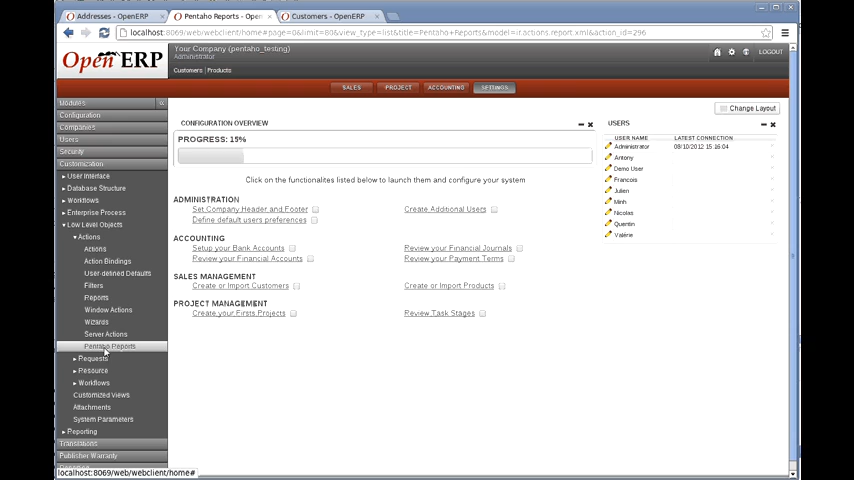 Addresses - OpenERP
Pentaho Reports - Open
Customers - OpenERP
localhost:8069/web/webclient/home#page=0&limit=80&view_type=list&title=Pentaho+Reports&model=ir.actions.report.xml&action_id=296
Open ERP
Your Company (pentaho_testing)
Administrator
LOGOUT
Customers | Products
SALES
PROJECT
ACCOUNTING
SETTINGS
Modules
Configuration
Companies
Users
Security
Customization
User Interface
Database Structure
Workflows
Enterprise Process
Low Level Objects
Actions
Actions
Action Bindings
User-defined Defaults
Filters
Reports
Window Actions
Wizards
Server Actions
Pentaho Reports
Requests
Resource
Workflows
Customized Views
Attachments
System Parameters
Reporting
Translations
Publisher Warranty
localhost:8069/web/webclient/home#
Change Layout
CONFIGURATION OVERVIEW
PROGRESS: 15%
Click on the functionalites listed below to launch them and configure your system
ADMINISTRATION
Set Company Header and Footer
Create Additional Users
Define default users preferences
ACCOUNTING
Setup your Bank Accounts
Review your Financial Journals
Review your Financial Accounts
Review your Payment Terms
SALES MANAGEMENT
Create or Import Customers
Create or Import Products
PROJECT MANAGEMENT
Create your Firsts Projects
Review Task Stages
USERS
USER NAME LATEST CONNECTION
Administrator 08/10/2012 15:16:04
Antony
Demo User
Francois
Julien
Minh
Nicolas
Quentin
Valérie